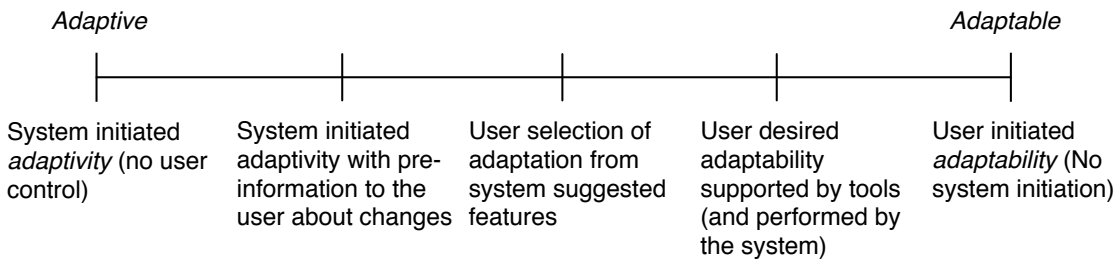 Adaptive
Adaptable
System initiated
adaptivity (no user
control)
System initiated
adaptivity with pre-
information to the
user about changes
User selection of
adaptation from
system suggested
features
User desired
adaptability
supported by tools
(and performed by
the system)
User initiated
adaptability (No
system initiation)